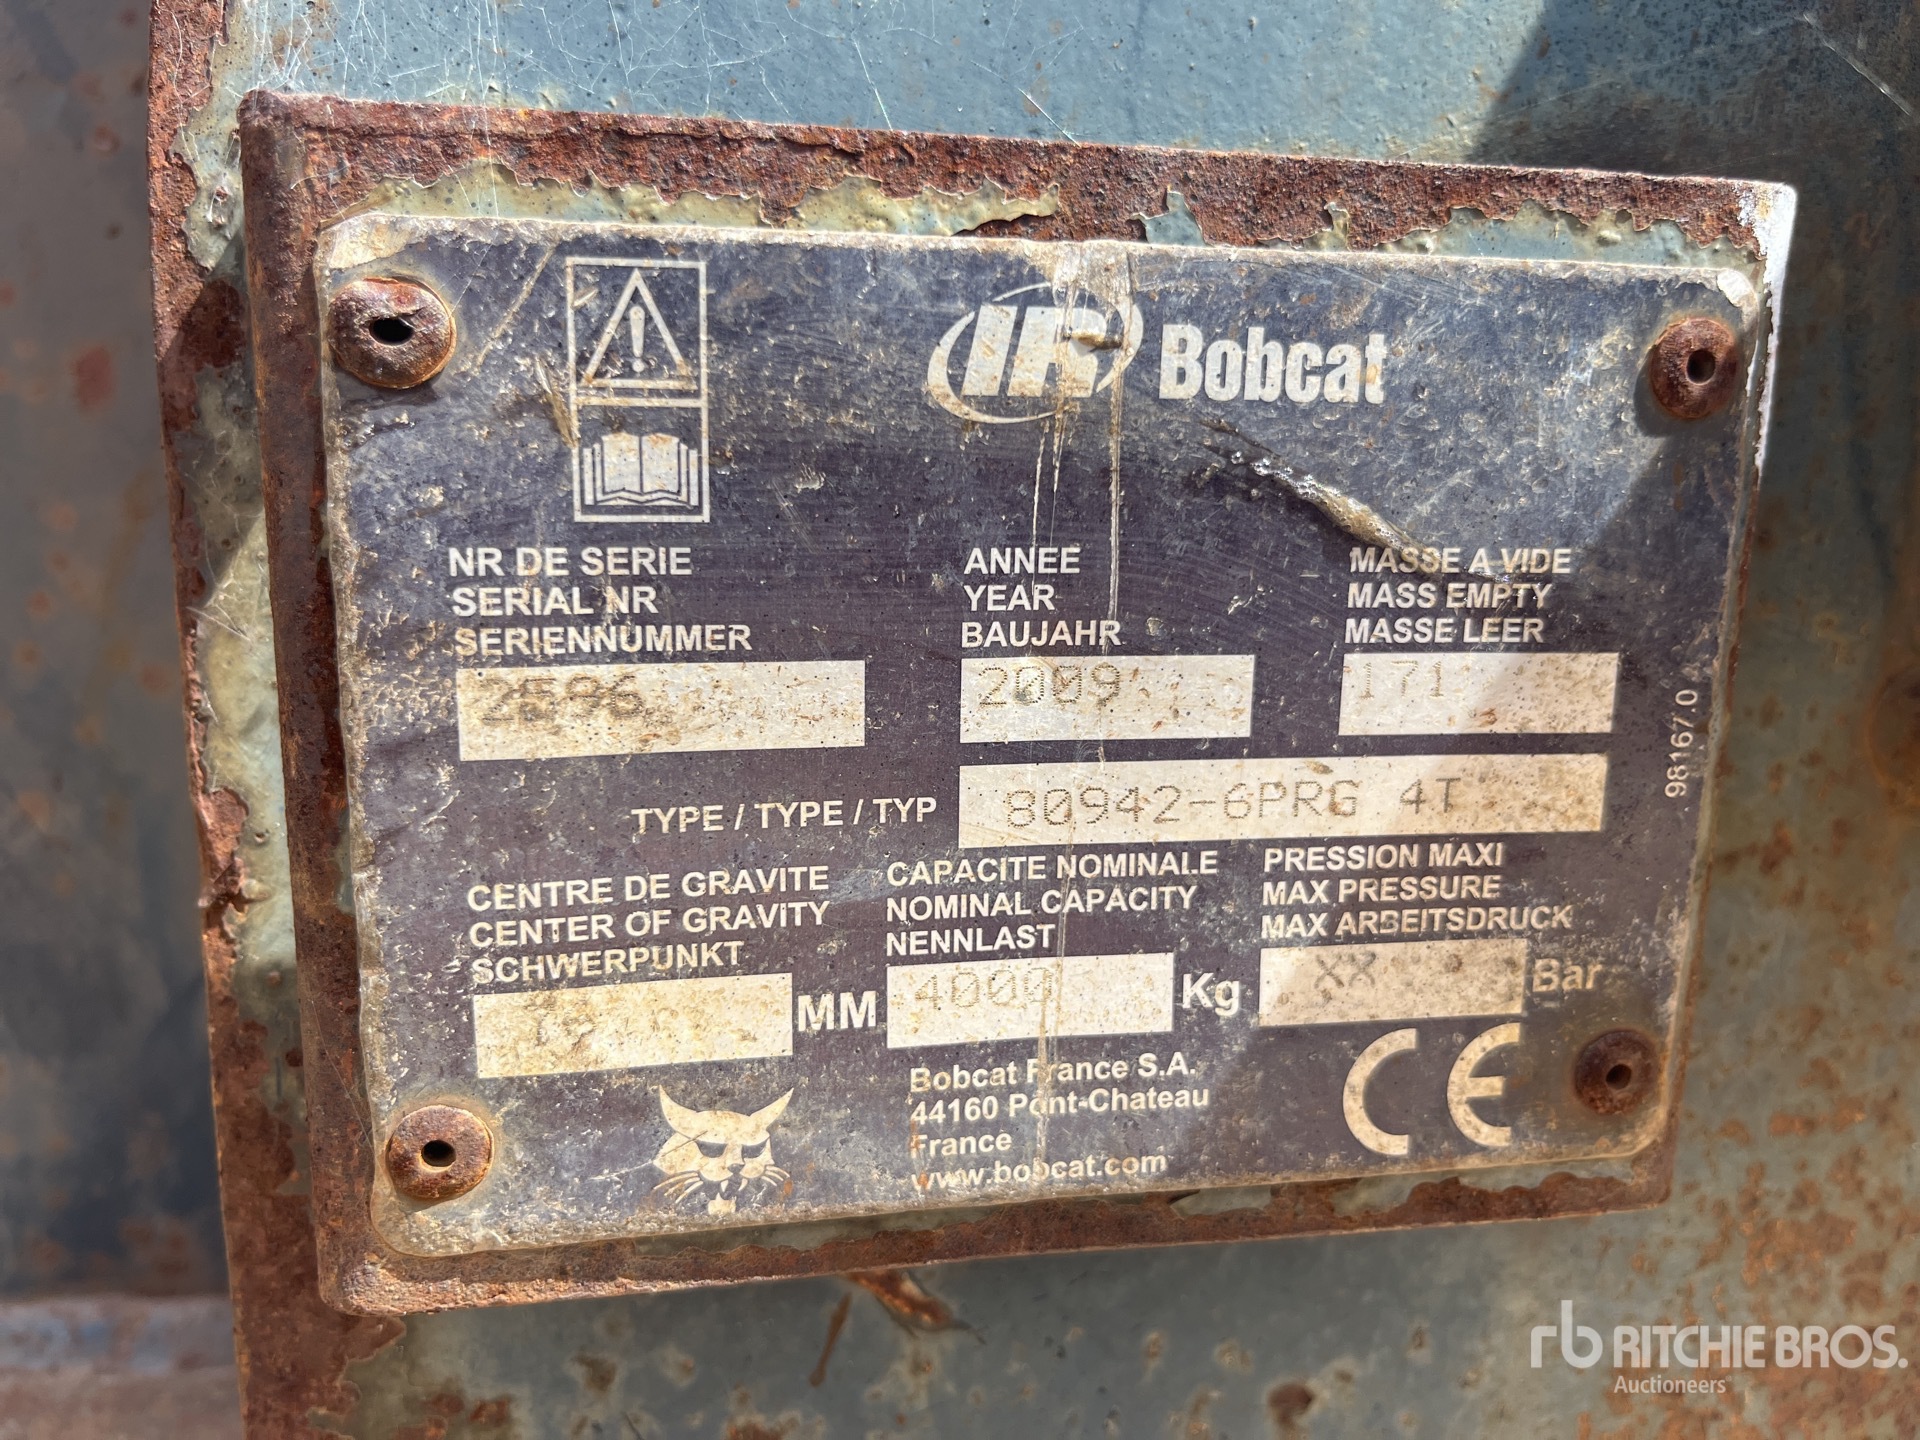 IR Bobcat
NR DE SERIE
SERIAL NR
SERIENNUMMER
2596
ANNEE
YEAR
BAUJAHR
2009
MASSE A VIDE
MASS EMPTY
MASSE LEER
171
TYPE / TYPE / TYP
80942-6PRG 4T
CENTRE DE GRAVITE
CENTER OF GRAVITY
SCHWERPUNKT
MM
CAPACITE NOMINALE
NOMINAL CAPACITY
NENNLAST
4000 Kg
PRESSION MAXI
MAX PRESSURE
MAX ARBEITSDRUCK
XX Bar
Bobcat France S.A.
44160 Pont-Chateau
France
www.bobcat.com
CE
98167.0
rb RITCHIE BROS.
Auctioneers